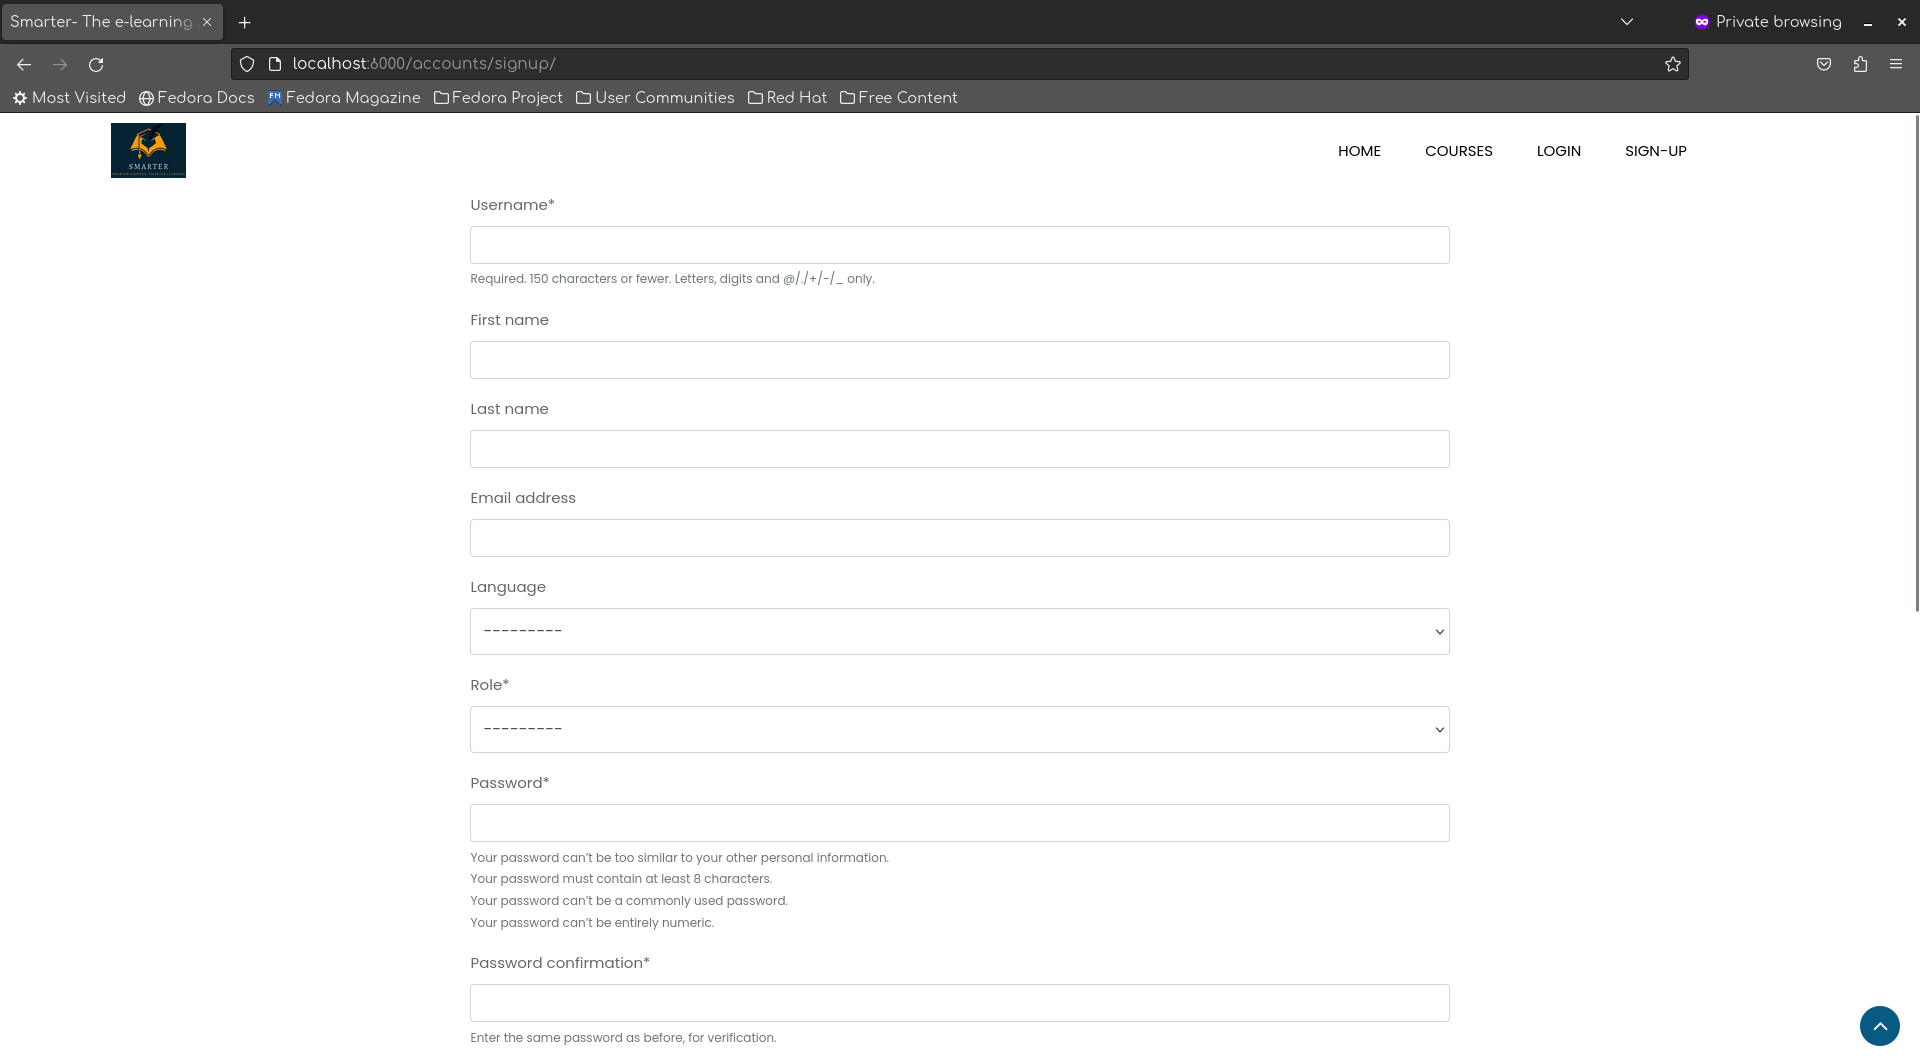 Smarter- The e-learning
Private browsing
localhost:8000/accounts/signup/
Most Visited Fedora Docs Fedora Magazine Fedora Project User Communities Red Hat Free Content
SMARTER
HOME COURSES LOGIN SIGN-UP
Username*
Required. 150 characters or fewer. Letters, digits and @/./+/-/_ only.
First name
Last name
Email address
Language
---------
Role*
---------
Password*
Your password can’t be too similar to your other personal information.
Your password must contain at least 8 characters.
Your password can’t be a commonly used password.
Your password can’t be entirely numeric.
Password confirmation*
Enter the same password as before, for verification.